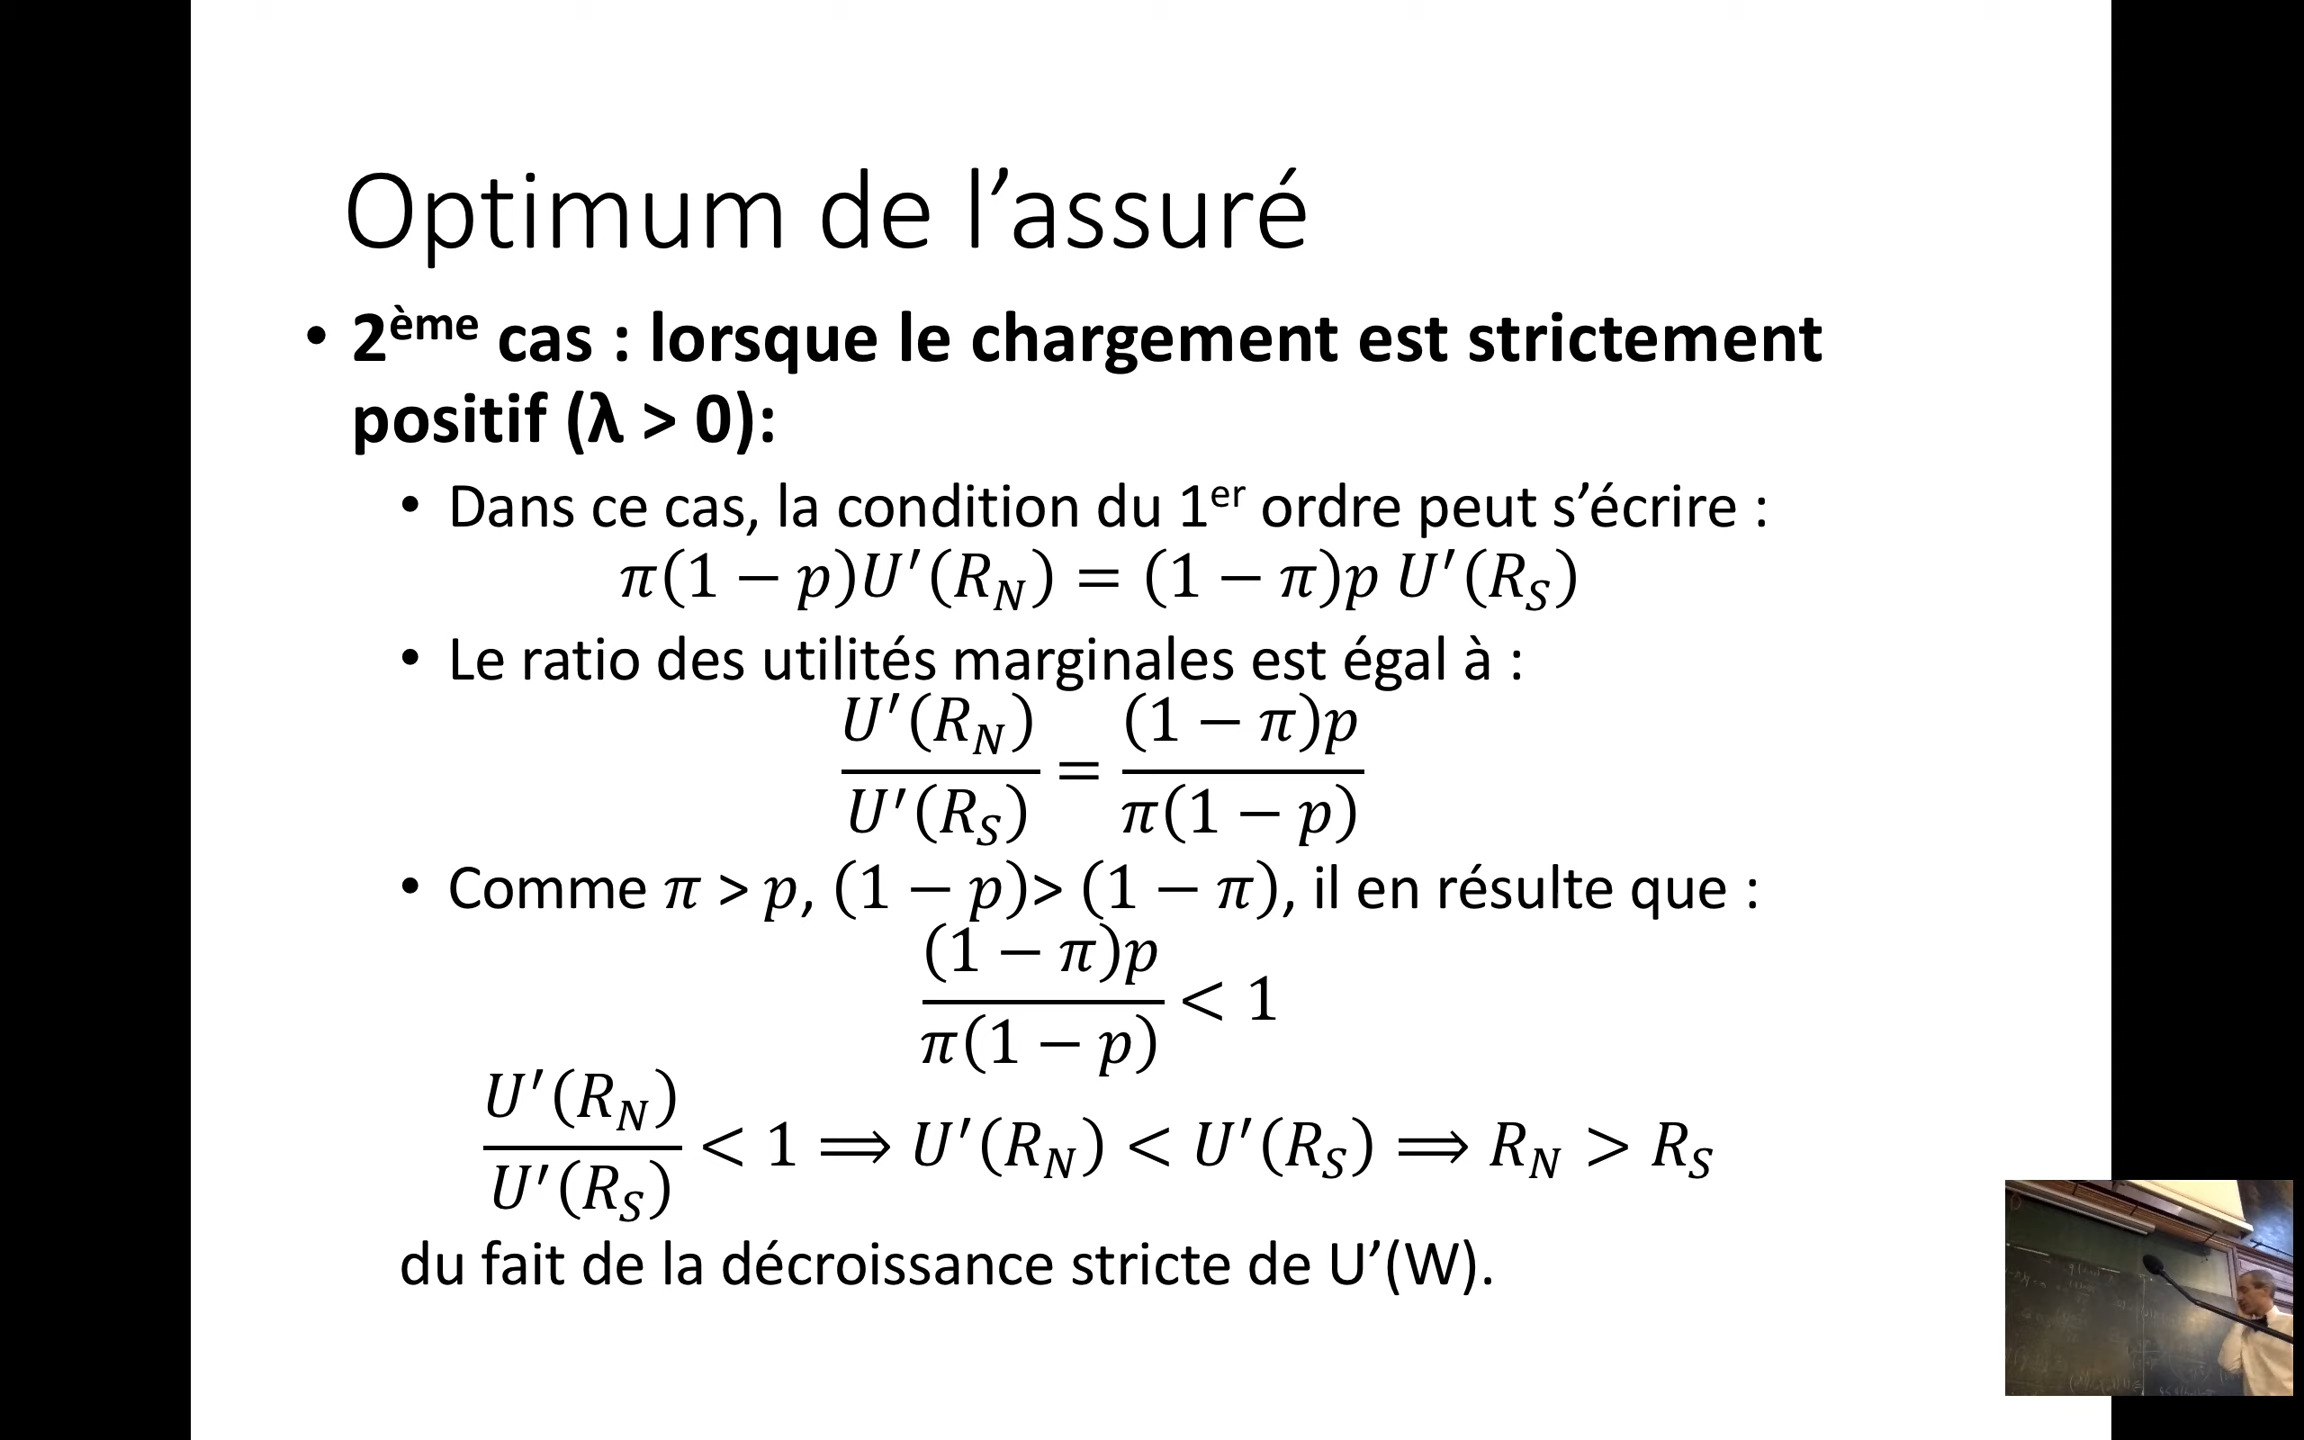 Optimum de l’assuré
• 2ème cas : lorsque le chargement est strictement
positif (λ > 0):
• Dans ce cas, la condition du 1er ordre peut s’écrire :
π(1 − p)U′(R_N) = (1 − π)p U′(R_S)
• Le ratio des utilités marginales est égal à :
U′(R_N)/U′(R_S) = (1 − π)p/π(1 − p)
• Comme π > p, (1 − p)> (1 − π), il en résulte que :
(1 − π)p/π(1 − p) < 1
U′(R_N)/U′(R_S) < 1 ⟹ U′(R_N) < U′(R_S) ⟹ R_N > R_S
du fait de la décroissance stricte de U’(W).